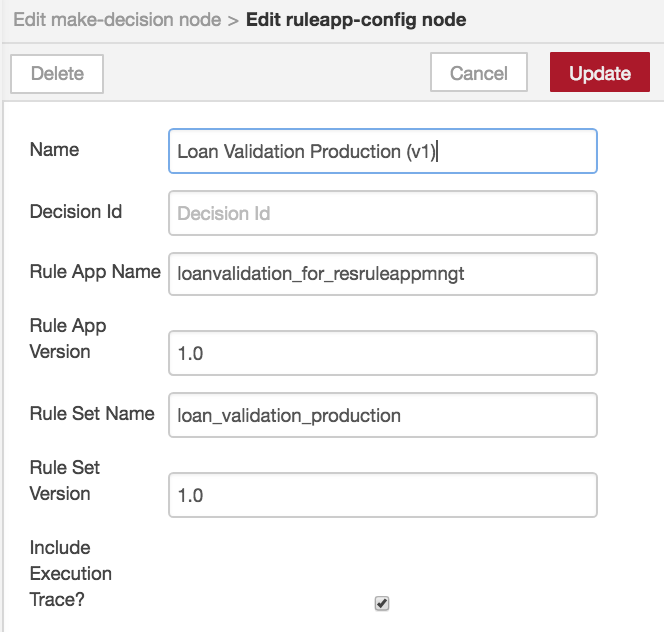 Edit make-decision node > Edit ruleapp-config node
Delete
Cancel
Update
Name
Loan Validation Production (v1)
Decision Id
Decision Id
Rule App Name
loanvalidation_for_resruleappmngt
Rule App
Version
1.0
Rule Set Name
loan_validation_production
Rule Set
Version
1.0
Include
Execution
Trace?